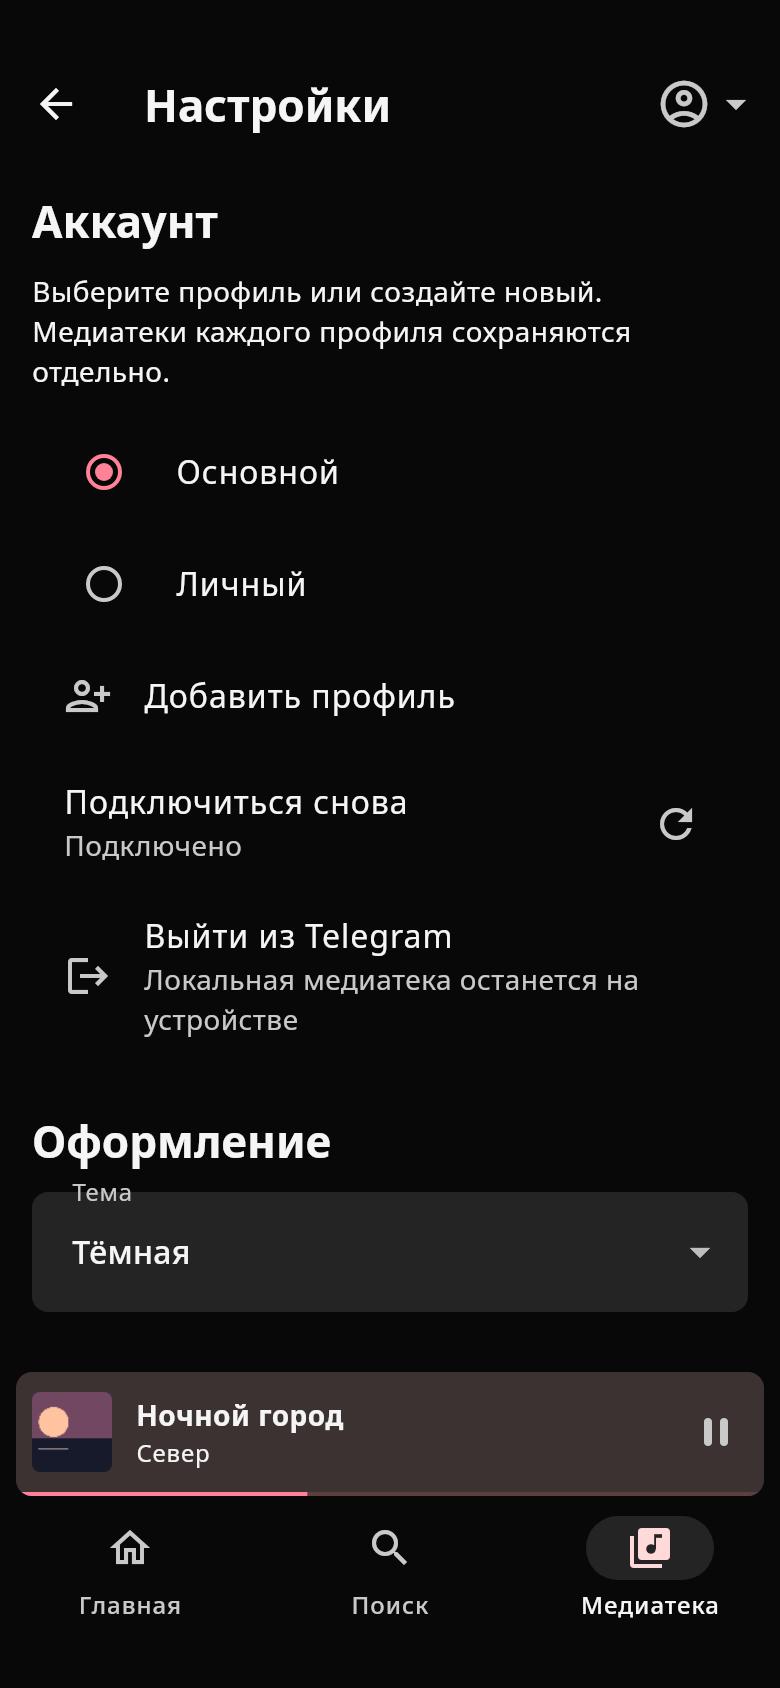 Настройки
Аккаунт
Выберите профиль или создайте новый.
Медиатеки каждого профиля сохраняются
отдельно.
Основной
Личный
Добавить профиль
Подключиться снова
Подключено
Выйти из Telegram
Локальная медиатека останется на
устройстве
Оформление
Тема
Тёмная
Ночной город
Север
Главная
Поиск
Медиатека